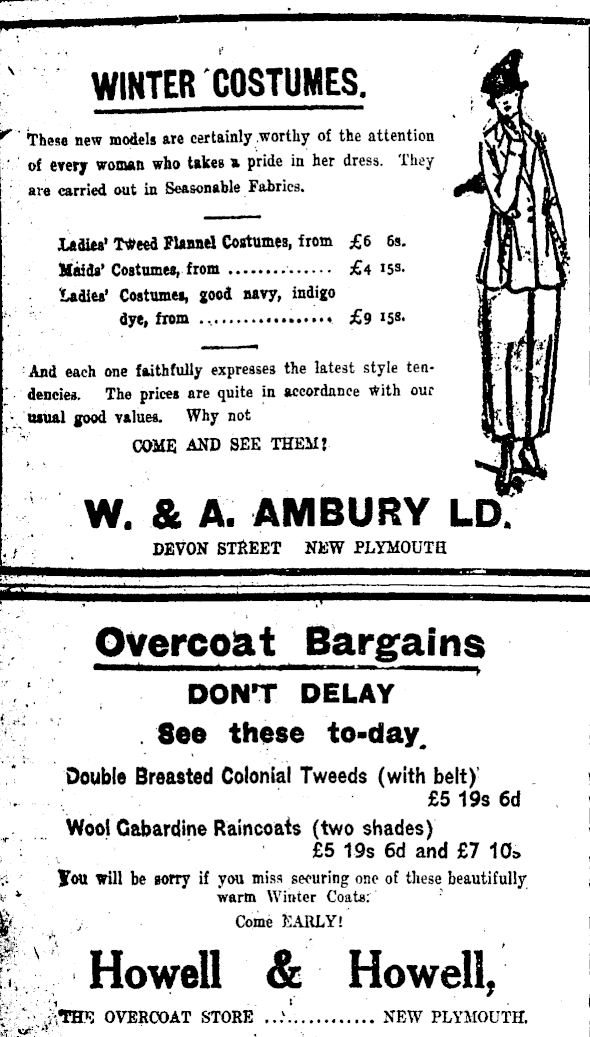 WINTER COSTUMES.
These new models are certainly worthy of the attention
of every woman who takes a pride in her dress. They
are carried out in Seasonable Fabrics.
Ladies' Tweed Flannel Costumes, from £6 6s.
Maids' Costumes, from .............. £4 15s.
Ladies' Costumes, good navy, indigo
dye, from .................. £9 15s.
And each one faithfully expresses the latest style ten-
dencies. The prices are quite in accordance with our
usual good values. Why not
COME AND SEE THEM?
W. & A. AMBURY LD.
DEVON STREET NEW PLYMOUTH
Overcoat Bargains
DON'T DELAY
See these to-day.
Double Breasted Colonial Tweeds (with belt)
£5 19s 6d
Wool Gabardine Raincoats (two shades)
£5 19s 6d and £7 10s
You will be sorry if you miss securing one of these beautifully
warm Winter Coats.
Come EARLY!
Howell & Howell,
THE OVERCOAT STORE .............. NEW PLYMOUTH.